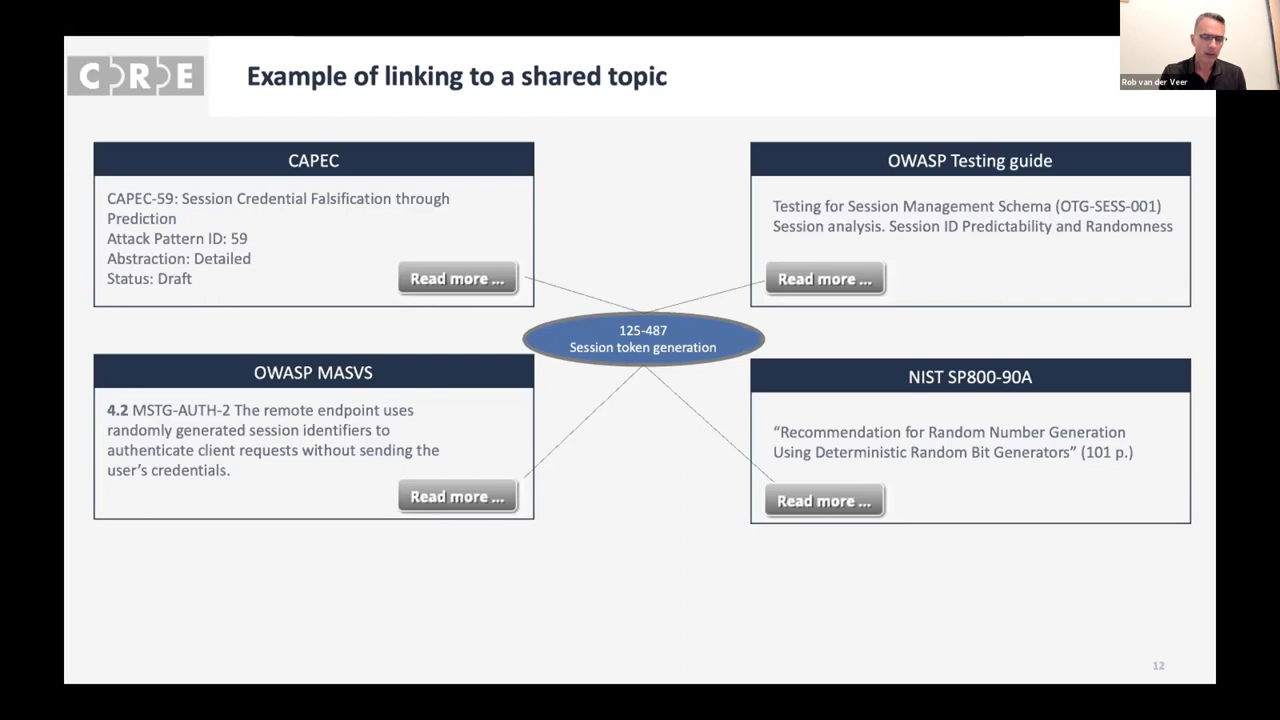 CRE
Example of linking to a shared topic
Rob van der Veer
CAPEC
CAPEC-59: Session Credential Falsification through
Prediction
Attack Pattern ID: 59
Abstraction: Detailed
Status: Draft
Read more ...
OWASP Testing guide
Testing for Session Management Schema (OTG-SESS-001)
Session analysis. Session ID Predictability and Randomness
Read more ...
125-487
Session token generation
OWASP MASVS
4.2 MSTG-AUTH-2 The remote endpoint uses
randomly generated session identifiers to
authenticate client requests without sending the
user's credentials.
Read more ...
NIST SP800-90A
“Recommendation for Random Number Generation
Using Deterministic Random Bit Generators” (101 p.)
Read more ...
12